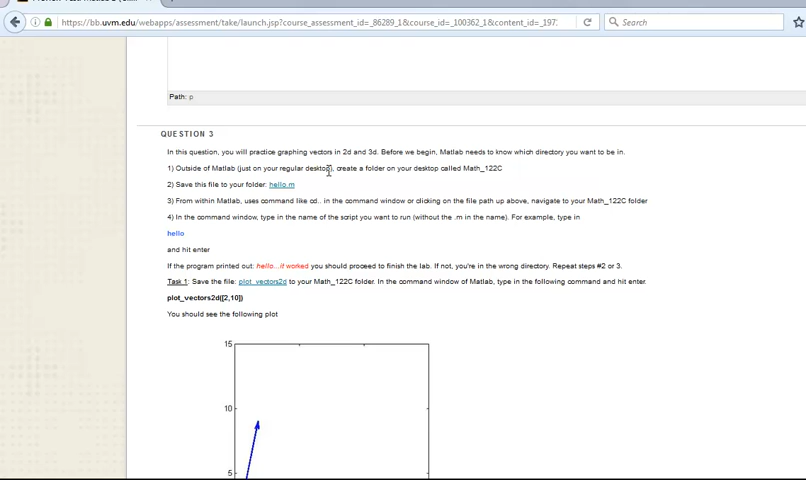 https://bb.uvm.edu/webapps/assessment/take/launch.jsp?course_assessment_id=_86289_1&course_id=_100362_1&content_id=_197:
Search
Path: p
QUESTION 3
In this question, you will practice graphing vectors in 2d and 3d. Before we begin, Matlab needs to know which directory you want to be in.
1) Outside of Matlab (just on your regular desktop), create a folder on your desktop called Math_122C
2) Save this file to your folder: hello.m
3) From within Matlab, uses command like cd.. in the command window or clicking on the file path up above, navigate to your Math_122C folder
4) In the command window, type in the name of the script you want to run (without the .m in the name). For example, type in
hello
and hit enter
If the program printed out: hello...it worked you should proceed to finish the lab. If not, you're in the wrong directory. Repeat steps #2 or 3.
Task 1: Save the file: plot_vectors2d to your Math_122C folder. In the command window of Matlab, type in the following command and hit enter.
plot_vectors2d([2,10])
You should see the following plot
15
10
5